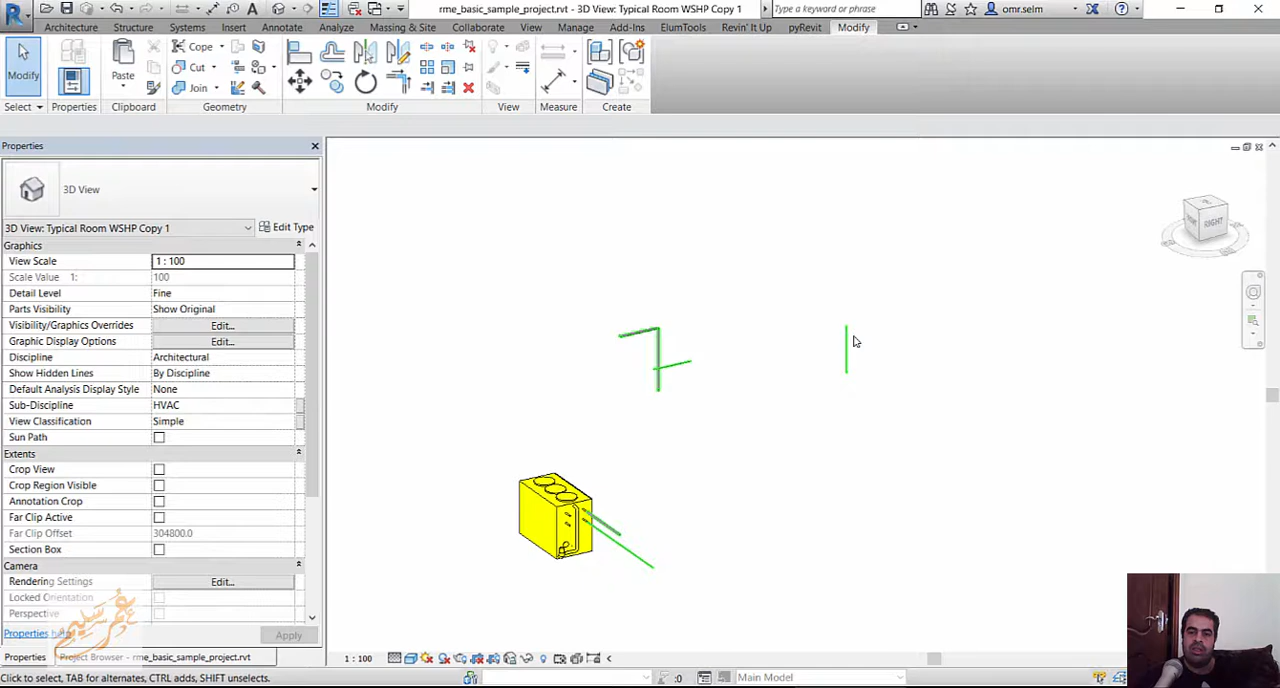 rme_basic_sample_project.rvt - 3D View: Typical Room WSHP Copy 1
Type a keyword or phrase
omr.selm
Architecture Structure Systems Insert Annotate Analyze Massing & Site Collaborate View Manage Add-Ins ElumTools Revin' It Up pyRevit Modify
Modify
Paste
Cope
Cut
Join
Select Properties Clipboard Geometry Modify View Measure Create
Properties
3D View
3D View: Typical Room WSHP Copy 1
Edit Type
Graphics
View Scale 1 : 100
Scale Value 1: 100
Detail Level Fine
Parts Visibility Show Original
Visibility/Graphics Overrides Edit...
Graphic Display Options Edit...
Discipline Architectural
Show Hidden Lines By Discipline
Default Analysis Display Style None
Sub-Discipline HVAC
View Classification Simple
Sun Path
Extents
Crop View
Crop Region Visible
Annotation Crop
Far Clip Active
Far Clip Offset 304800.0
Section Box
Camera
Rendering Settings Edit...
Locked Orientation
Perspective
Properties help
Apply
عمر سليم
Properties Project Browser - rme_basic_sample_project.rvt
1 : 100
Click to select, TAB for alternates, CTRL adds, SHIFT unselects.
:0
Main Model
RIGHT